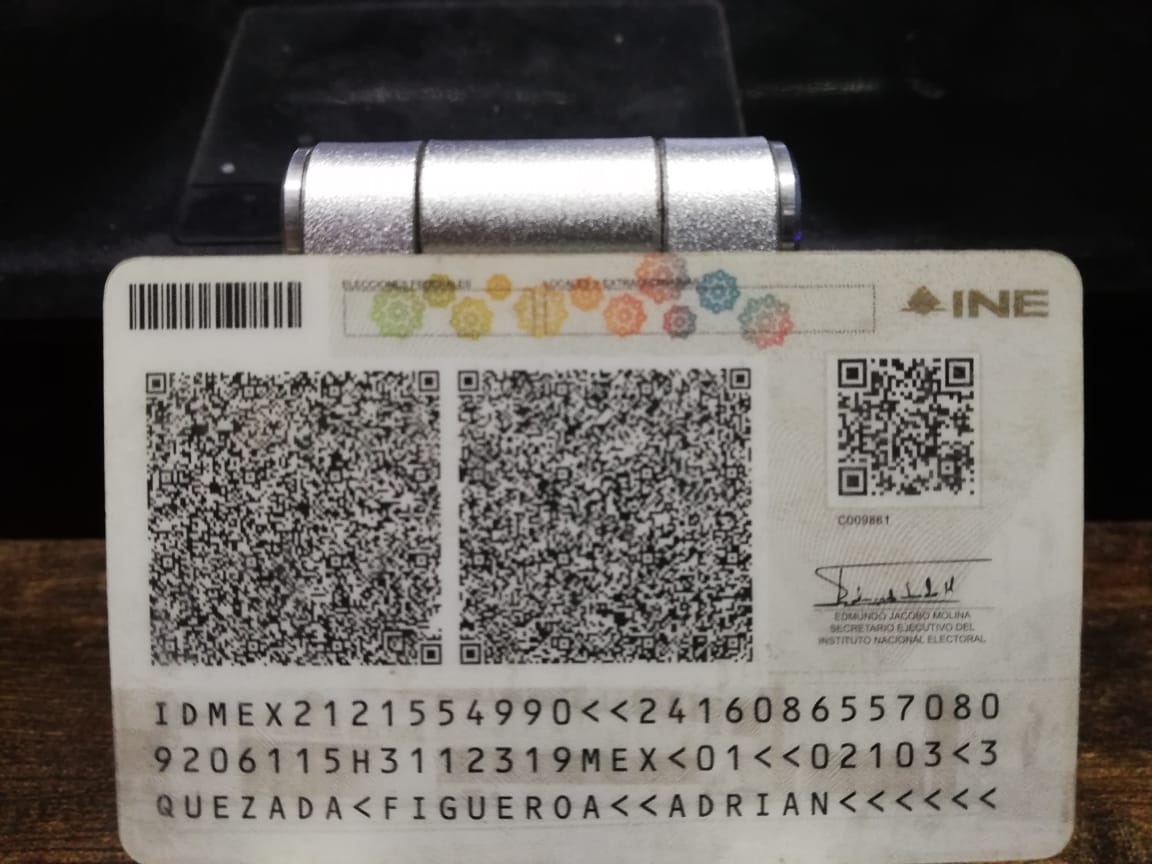 ELECCIONES FEDERALES LOCALES Y EXTRAORDINARIAS
INE
C009861
EDMUNDO JACOBO MOLINA
SECRETARIO EJECUTIVO DEL
INSTITUTO NACIONAL ELECTORAL
IDMEX2121554990<<2416086557080
9206115H3112319MEX<01<<02103<3
QUEZADA<FIGUEROA<<ADRIAN<<<<<<